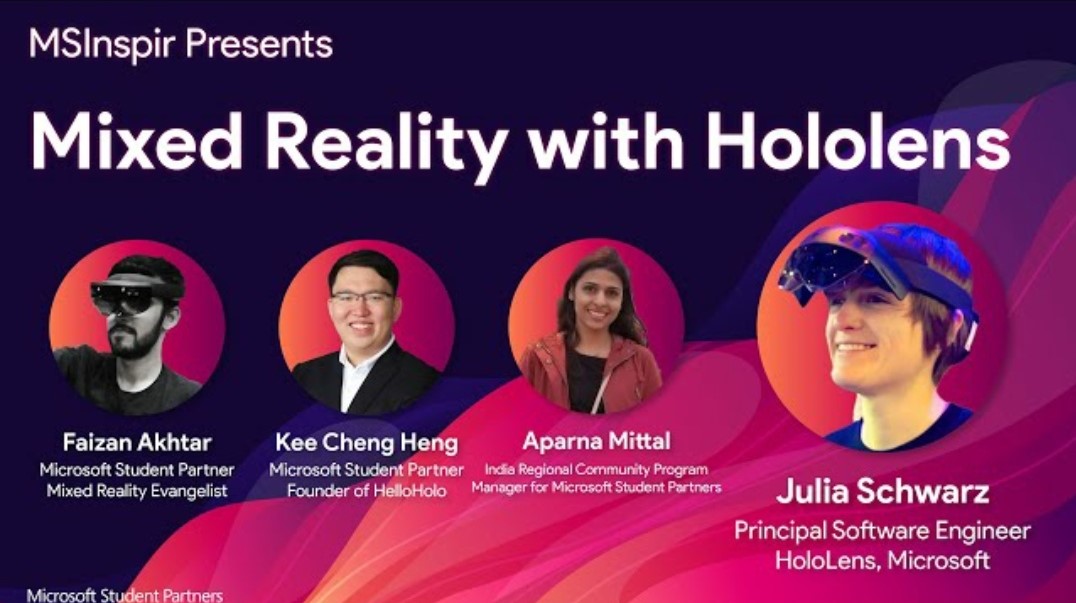 MSInspir Presents
Mixed Reality with Hololens
Faizan Akhtar
Microsoft Student Partner
Mixed Reality Evangelist
Kee Cheng Heng
Microsoft Student Partner
Founder of HelloHolo
Aparna Mittal
India Regional Community Program
Manager for Microsoft Student Partners
Julia Schwarz
Principal Software Engineer
HoloLens, Microsoft
Microsoft Student Partners